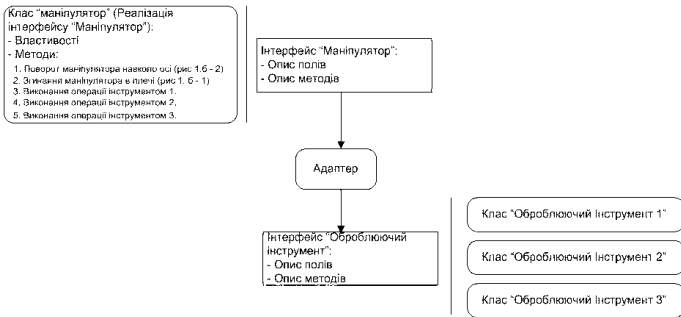 Клас "маніпулятор" (Реалізація
інтерфейсу "Маніпулятор"):
- Властивості
- Методи:
1. Поворот маніпулятора навколо осі (рис 1.б - 2)
2. Згинання маніпулятора в плечі (рис 1. б - 1)
3. Виконання операції інструментом 1.
4. Виконання операції інструментом 2.
5. Виконання операції інструментом 3.
Інтерфейс "Маніпулятор":
- Опис полів
- Опис методів
Адаптер
Інтерфейс "Оброблюючий
інструмент":
- Опис полів
- Опис методів
Клас "Оброблюючий Інструмент 1"
Клас "Оброблюючий Інструмент 2"
Клас "Оброблюючий Інструмент 3"